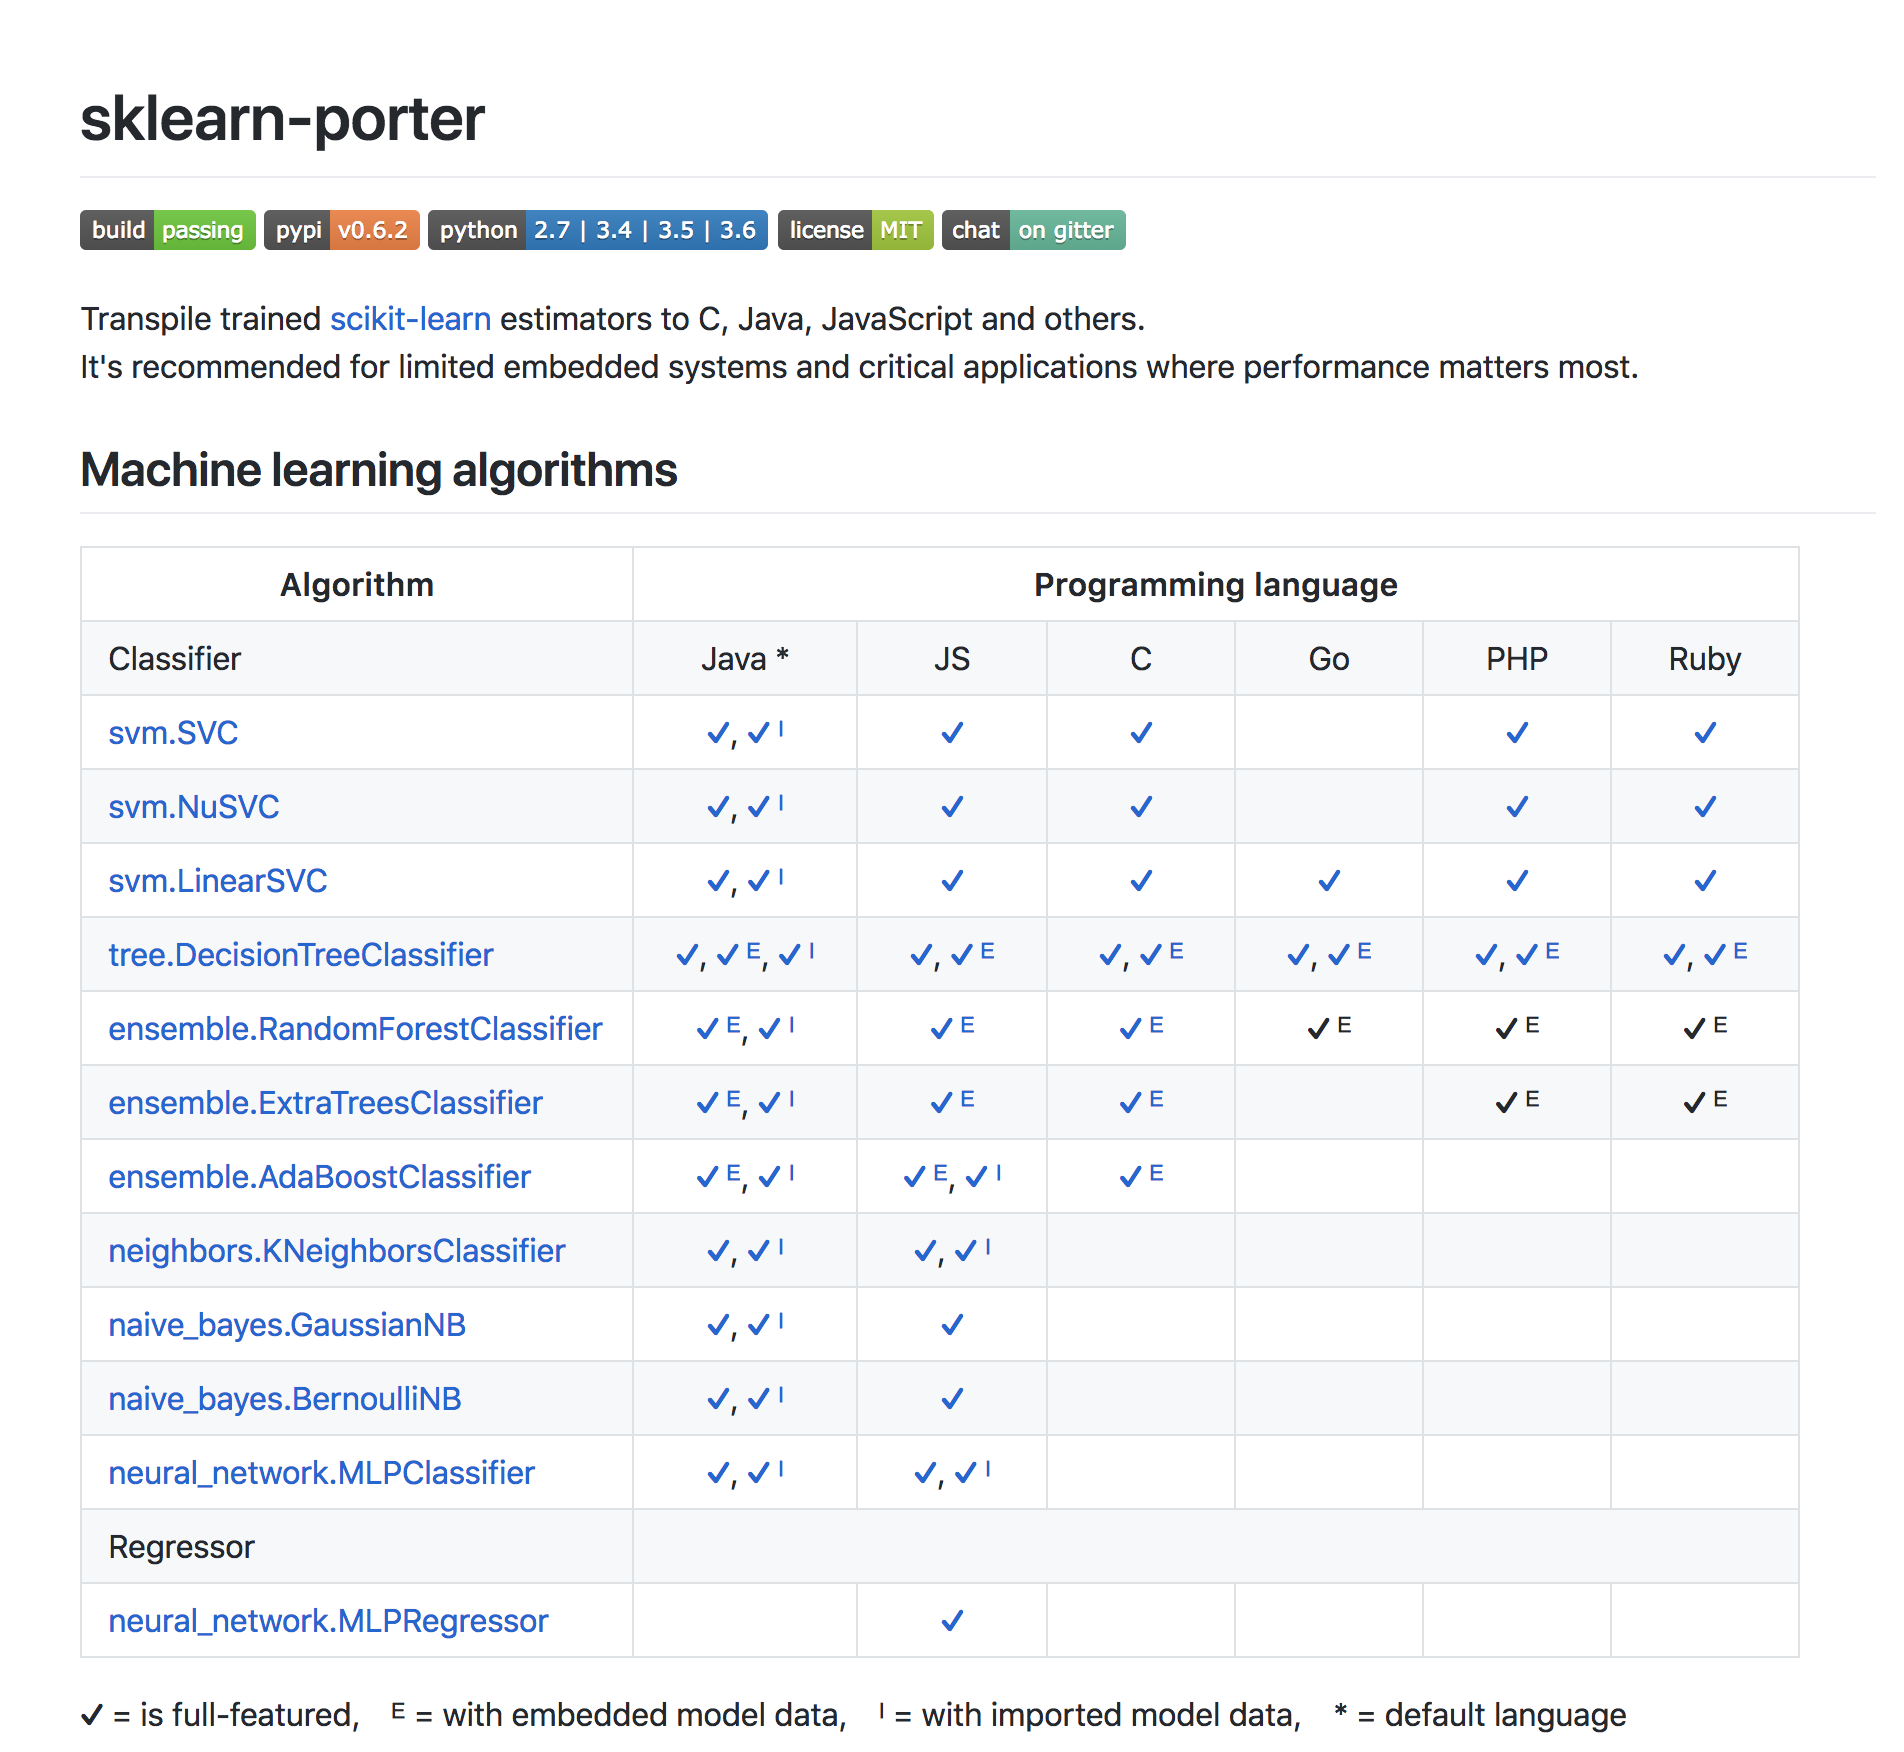 sklearn-porter
build passing pypi v0.6.2 python 2.7 | 3.4 | 3.5 | 3.6 license MIT chat on gitter
Transpile trained scikit-learn estimators to C, Java, JavaScript and others.
It's recommended for limited embedded systems and critical applications where performance matters most.
Machine learning algorithms
Algorithm Programming language
Classifier Java * JS C Go PHP Ruby
svm.SVC ✓, ✓ I ✓ ✓ ✓ ✓
svm.NuSVC ✓, ✓ I ✓ ✓ ✓ ✓
svm.LinearSVC ✓, ✓ I ✓ ✓ ✓ ✓ ✓
tree.DecisionTreeClassifier ✓, ✓ E, ✓ I ✓, ✓ E ✓, ✓ E ✓, ✓ E ✓, ✓ E ✓, ✓ E
ensemble.RandomForestClassifier ✓ E, ✓ I ✓ E ✓ E ✓ E ✓ E ✓ E
ensemble.ExtraTreesClassifier ✓ E, ✓ I ✓ E ✓ E ✓ E ✓ E
ensemble.AdaBoostClassifier ✓ E, ✓ I ✓ E, ✓ I ✓ E
neighbors.KNeighborsClassifier ✓, ✓ I ✓, ✓ I
naive_bayes.GaussianNB ✓, ✓ I ✓
naive_bayes.BernoulliNB ✓, ✓ I ✓
neural_network.MLPClassifier ✓, ✓ I ✓, ✓ I
Regressor
neural_network.MLPRegressor ✓
✓ = is full-featured, E = with embedded model data, I = with imported model data, * = default language